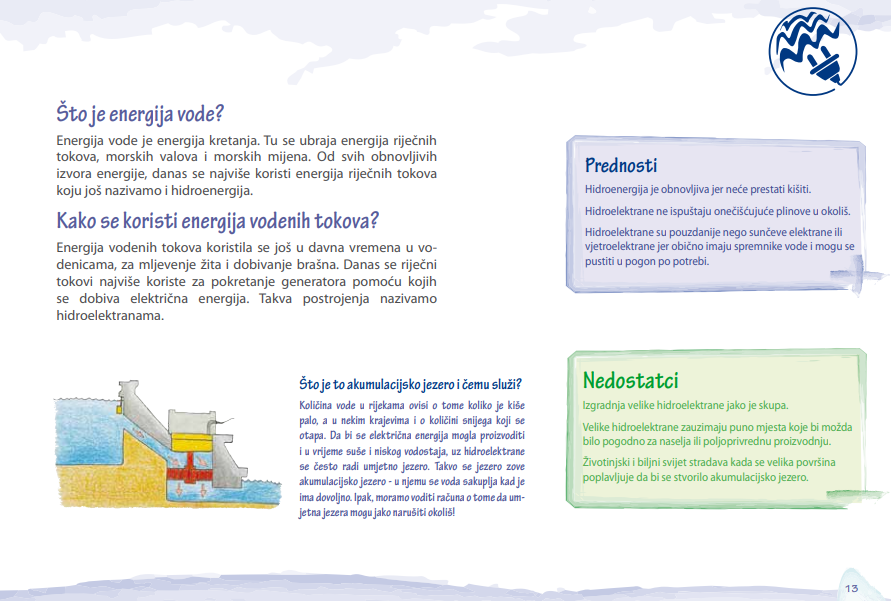 Što je energija vode?
Energija vode je energija kretanja. Tu se ubraja energija riječnih
tokova, morskih valova i morskih mijena. Od svih obnovljivih
izvora energije, danas se najviše koristi energija riječnih tokova
koju još nazivamo i hidroenergija.
Kako se koristi energija vodenih tokova?
Energija vodenih tokova koristila se još u davna vremena u vo-
denicama, za mljevenje žita i dobivanje brašna. Danas se riječni
tokovi najviše koriste za pokretanje generatora pomoću kojih
se dobiva električna energija. Takva postrojenja nazivamo
hidroelektranama.
Što je to akumulacijsko jezero i čemu služi?
Količina vode u rijekama ovisi o tome koliko je kiše
palo, a u nekim krajevima i o količini snijega koji se
otapa. Da bi se električna energija mogla proizvoditi
i u vrijeme suše i niskog vodostaja, uz hidroelektrane
se često radi umjetno jezero. Takvo se jezero zove
akumulacijsko jezero - u njemu se voda sakuplja kad je
ima dovoljno. Ipak, moramo voditi računa o tome da um-
jetna jezera mogu jako narušiti okoliš!
Prednosti
Hidroenergija je obnovljiva jer neće prestati kišiti.
Hidroelektrane ne ispuštaju onečišćujuće plinove u okoliš.
Hidroelektrane su pouzdanije nego sunčeve elektrane ili
vjetroelektrane jer obično imaju spremnike vode i mogu se
pustiti u pogon po potrebi.
Nedostatci
Izgradnja velike hidroelektrane jako je skupa.
Velike hidroelektrane zauzimaju puno mjesta koje bi možda
bilo pogodno za naselja ili poljoprivrednu proizvodnju.
Životinjski i biljni svijet stradava kada se velika površina
poplavljuje da bi se stvorilo akumulacijsko jezero.
13